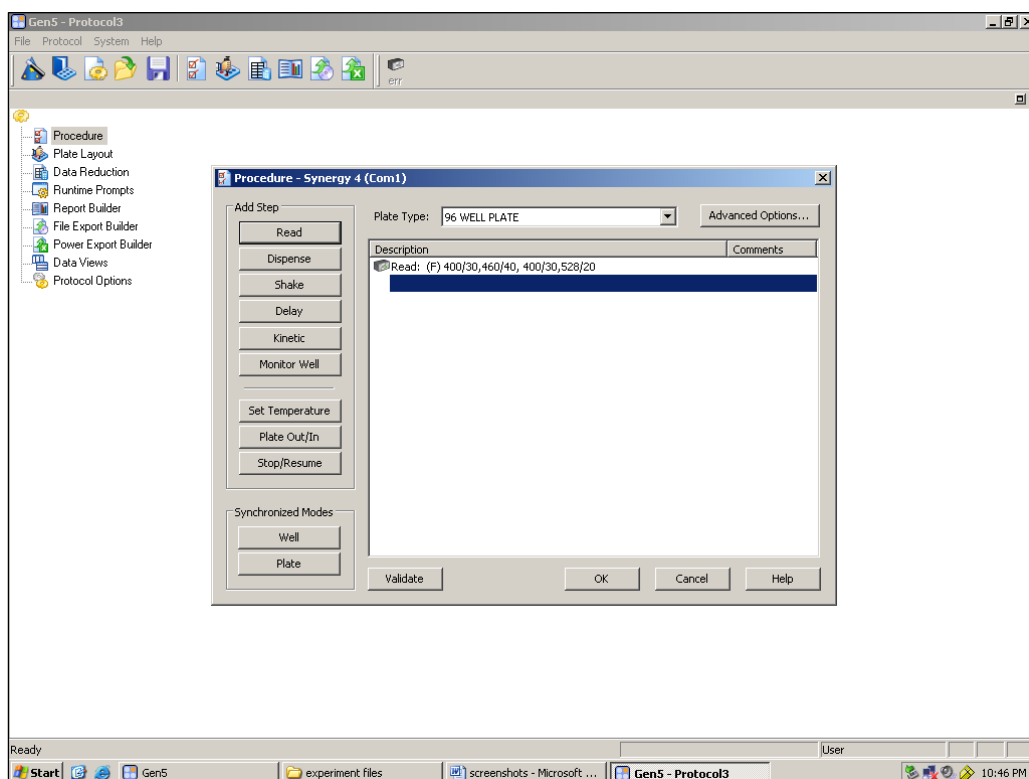 Gen5 - Protocol3
File Protocol System Help
err
Procedure
Plate Layout
Data Reduction
Runtime Prompts
Report Builder
File Export Builder
Power Export Builder
Data Views
Protocol Options
Procedure - Synergy 4 (Com1)
Add Step
Read
Dispense
Shake
Delay
Kinetic
Monitor Well
Set Temperature
Plate Out/In
Stop/Resume
Synchronized Modes
Well
Plate
Plate Type: 96 WELL PLATE Advanced Options...
Description Comments
Read: (F) 400/30,460/40, 400/30,528/20
Validate OK Cancel Help
Ready User
Start Gen5 experiment files screenshots - Microsoft ... Gen5 - Protocol3 10:46 PM